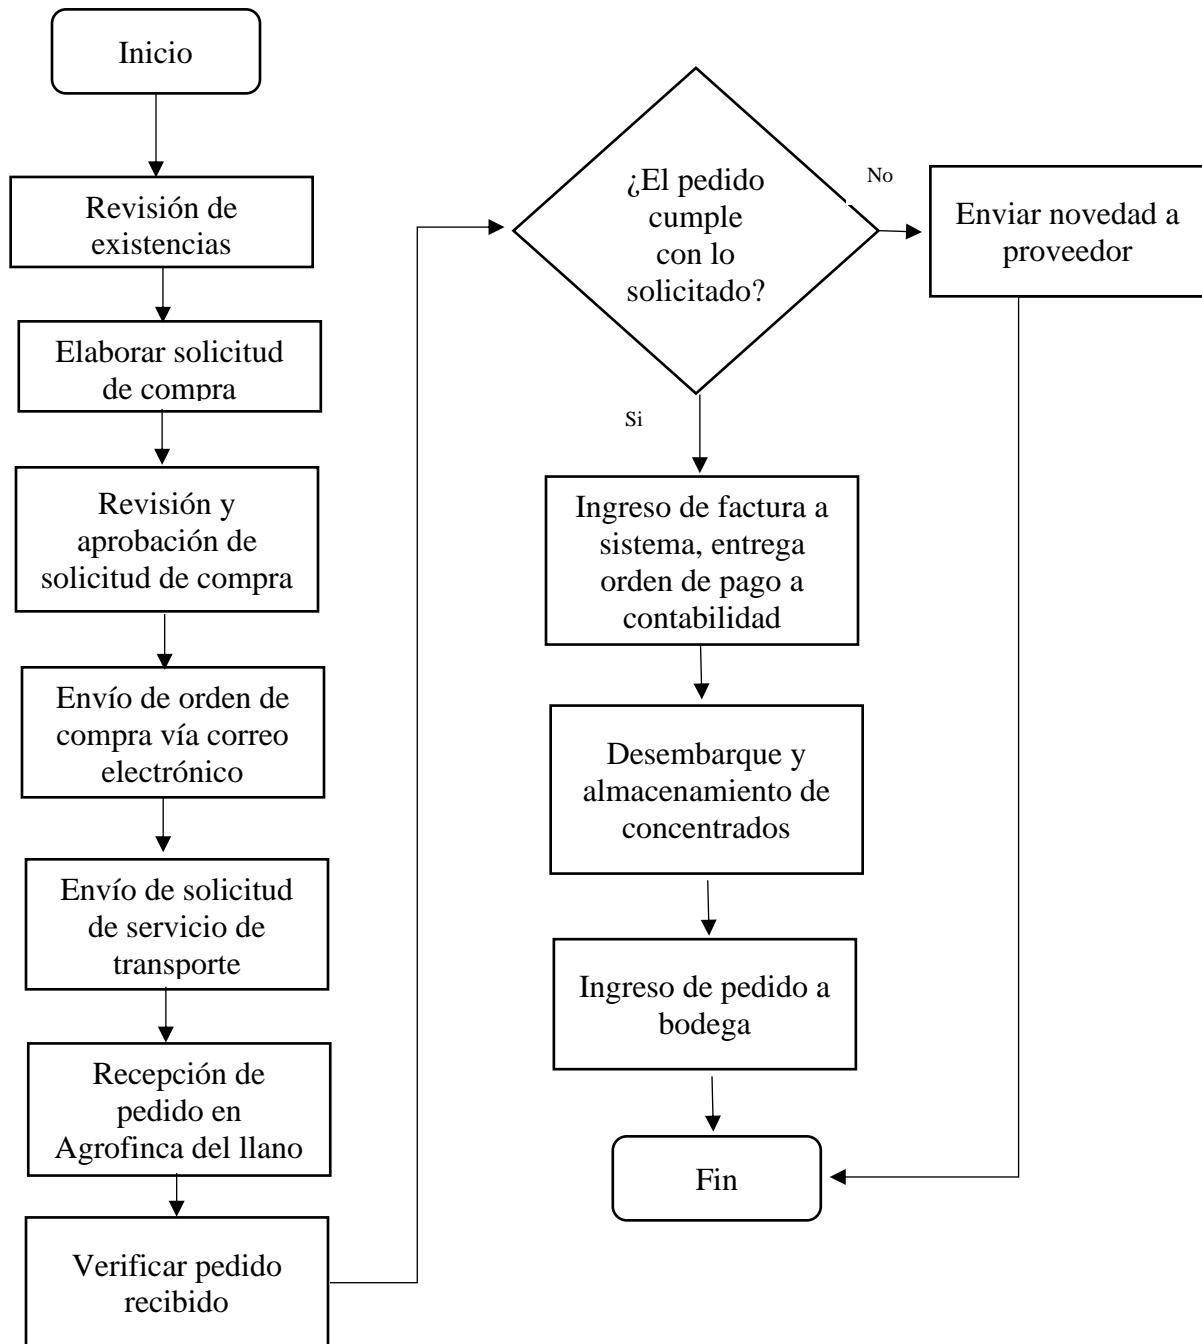 Inicio
Revisión de
existencias
Elaborar solicitud
de compra
Revisión y
aprobación de
solicitud de compra
Envío de orden de
compra vía correo
electrónico
Envío de solicitud
de servicio de
transporte
Recepción de
pedido en
Agrofinca del llano
Verificar pedido
recibido
¿El pedido
cumple
con lo
solicitado?
No
Enviar novedad a
proveedor
Si
Ingreso de factura a
sistema, entrega
orden de pago a
contabilidad
Desembarque y
almacenamiento de
concentrados
Ingreso de pedido a
bodega
Fin